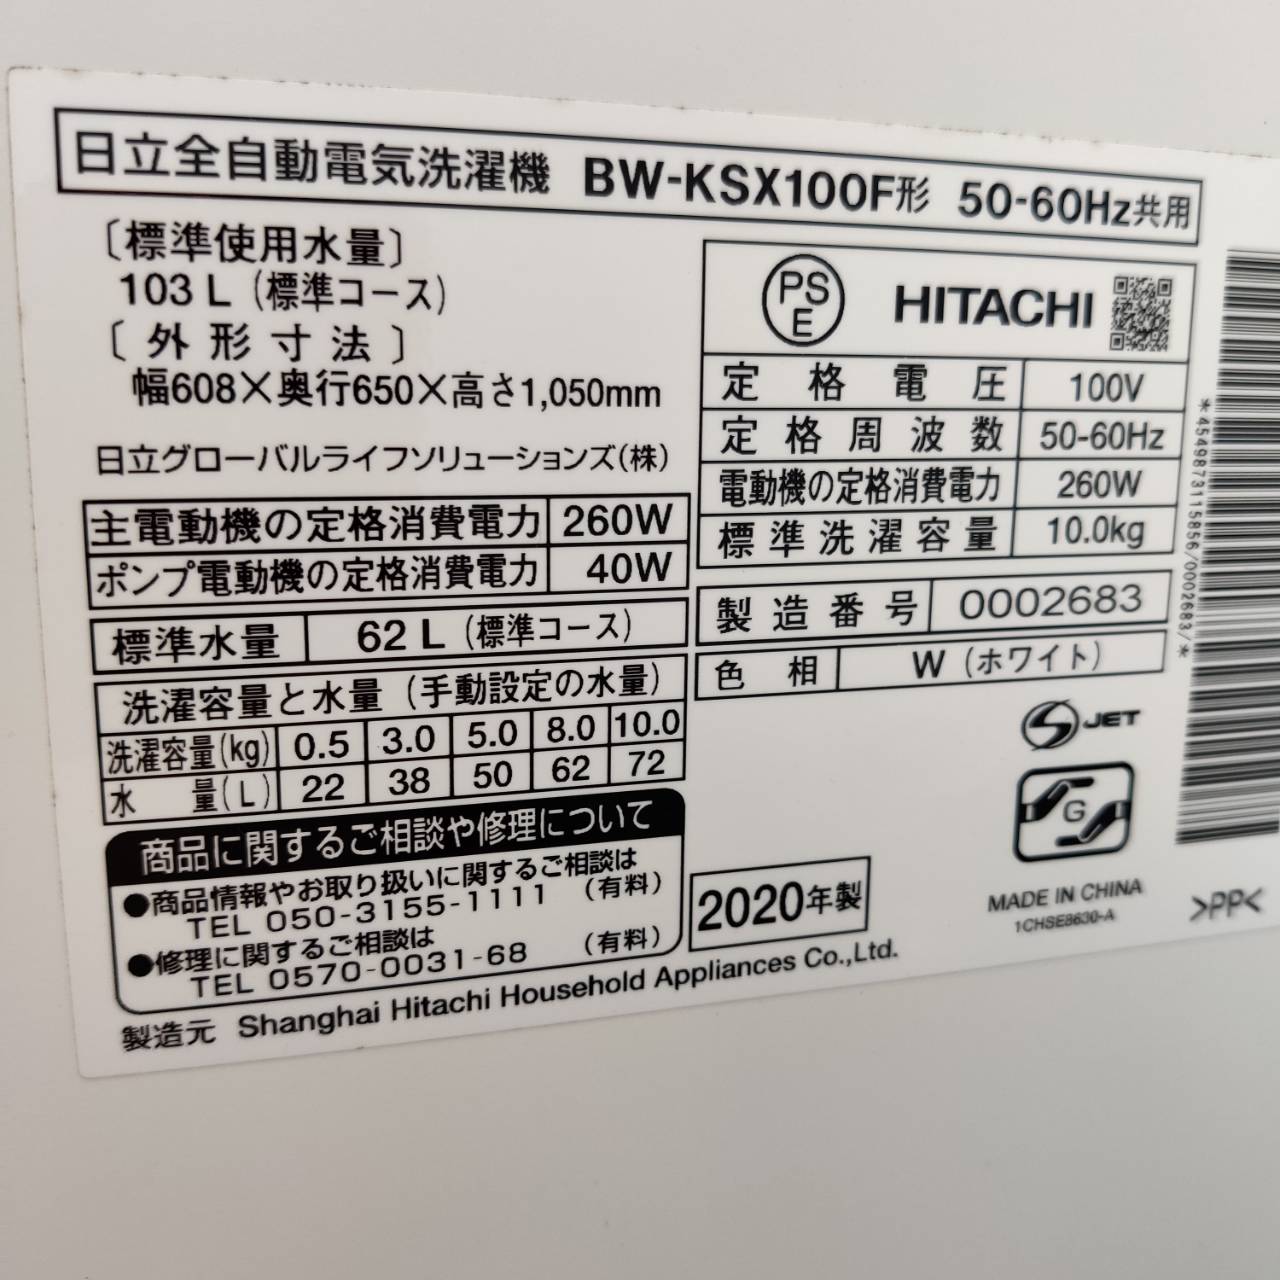 日立全自動電気洗濯機 BW-KSX100F形 50-60Hz共用
〔標準使用水量〕
103 L (標準コース)
〔外形寸法〕
幅608×奥行650×高さ1,050mm
日立グローバルライフソリューションズ(株)
主電動機の定格消費電力 260W
ポンプ電動機の定格消費電力 40W
標準水量 62 L (標準コース)
洗濯容量と水量 (手動設定の水量)
洗濯容量(kg) 0.5 3.0 5.0 8.0 10.0
水量(L) 22 38 50 62 72
商品に関するご相談や修理について
●商品情報やお取り扱いに関するご相談は
TEL 050-3155-1111 (有料)
●修理に関するご相談は
TEL 0570-0031-68 (有料)
製造元 Shanghai Hitachi Household Appliances Co.,Ltd.
PS
E
HITACHI
定格電圧 100V
定格周波数 50-60Hz
電動機の定格消費電力 260W
標準洗濯容量 10.0kg
製造番号 0002683
色相 W (ホワイト)
S JET
G
2020年製
MADE IN CHINA
1CHSE8630-A
>PP<
*4549873115856/0002683/*